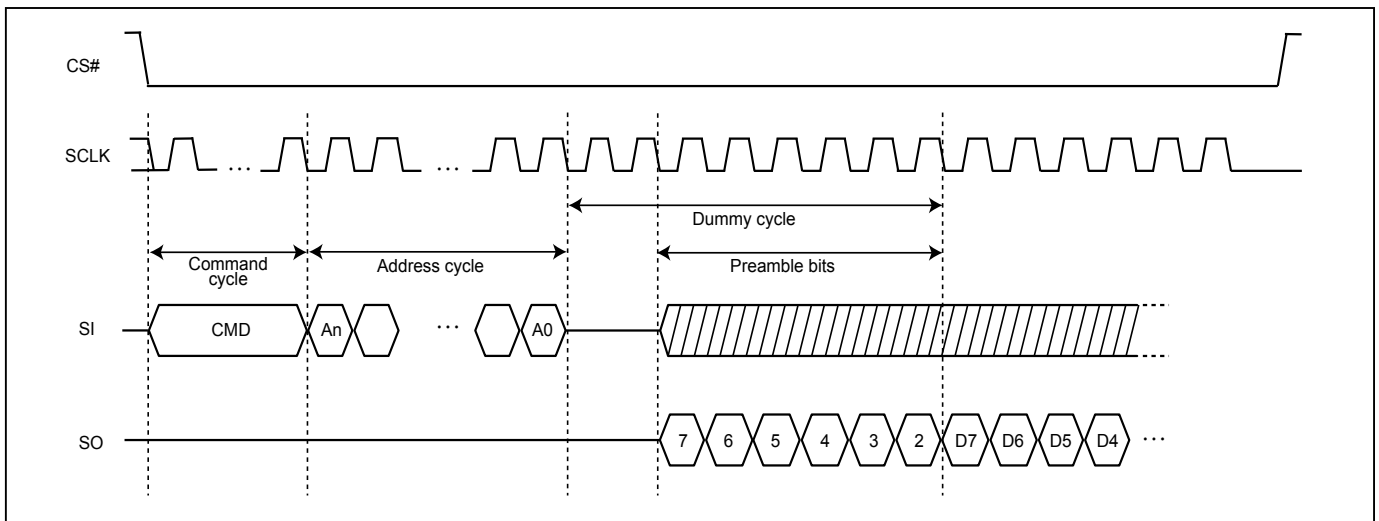 CS#
SCLK
... ...
Dummy cycle
Command
cycle
Address cycle
Preamble bits
SI
CMD
An
...
A0
SO
7 6 5 4 3 2 D7 D6 D5 D4 ...